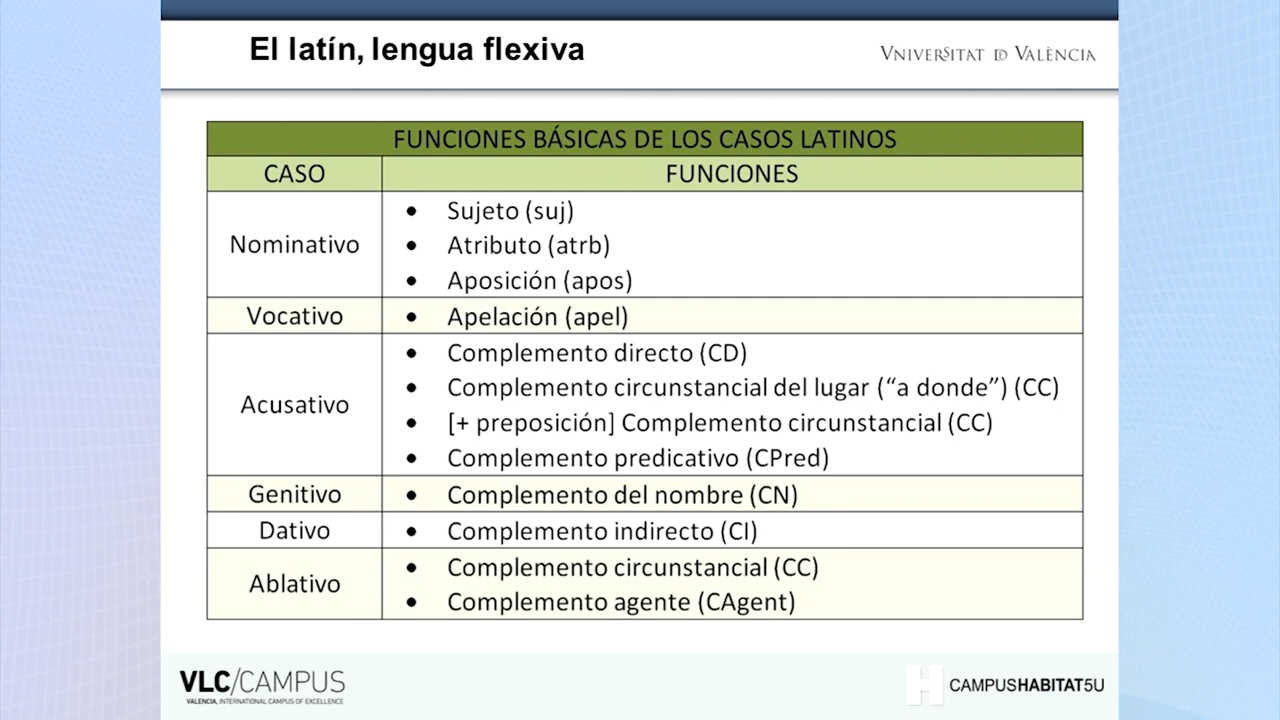 El latín, lengua flexiva
VNIVERSITAT DE VALÈNCIA
FUNCIONES BÁSICAS DE LOS CASOS LATINOS
CASO FUNCIONES
Nominativo
• Sujeto (suj)
• Atributo (atrb)
• Aposición (apos)
Vocativo
• Apelación (apel)
Acusativo
• Complemento directo (CD)
• Complemento circunstancial del lugar (“a donde”) (CC)
• [+ preposición] Complemento circunstancial (CC)
• Complemento predicativo (CPred)
Genitivo
• Complemento del nombre (CN)
Dativo
• Complemento indirecto (CI)
Ablativo
• Complemento circunstancial (CC)
• Complemento agente (CAgent)
VLC/CAMPUS
VALENCIA, INTERNATIONAL CAMPUS OF EXCELLENCE
H CAMPUSHABITAT5U